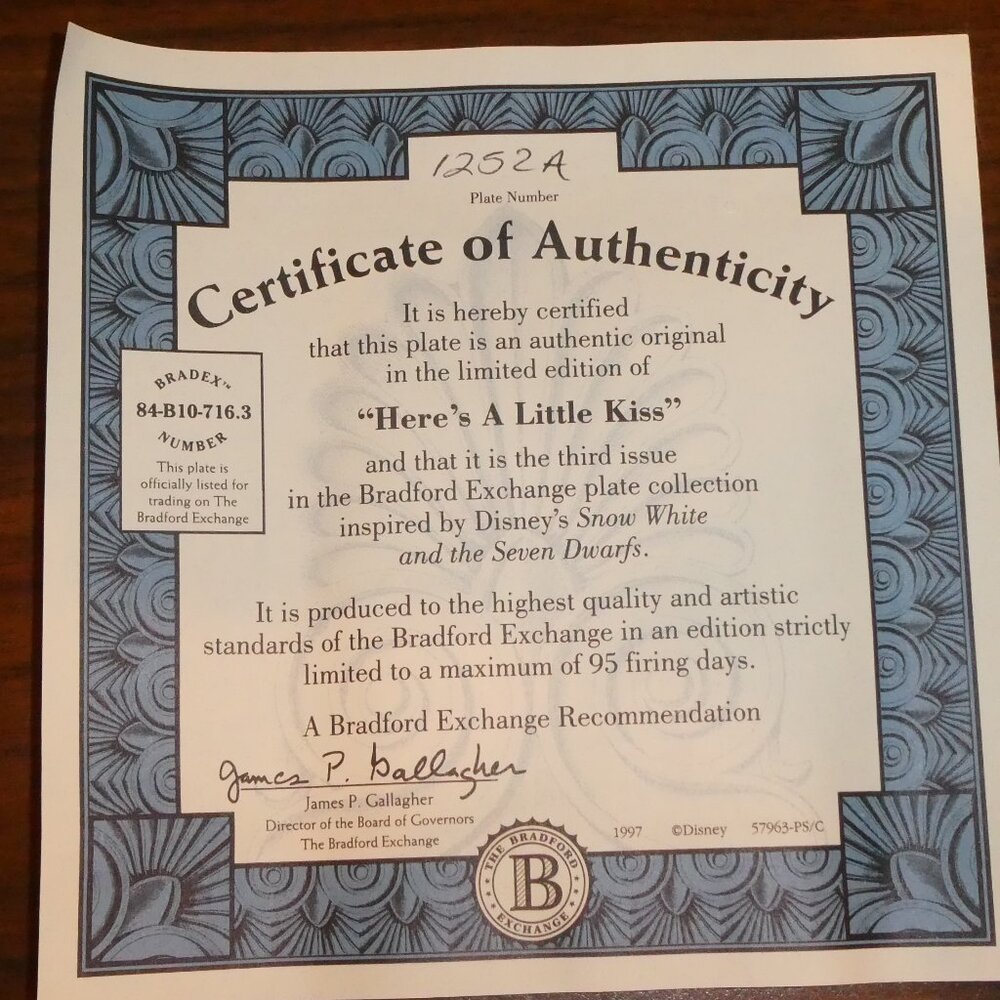 1252A
Plate Number
Certificate of Authenticity
It is hereby certified
that this plate is an authentic original
in the limited edition of
“Here’s A Little Kiss”
and that it is the third issue
in the Bradford Exchange plate collection
inspired by Disney’s Snow White
and the Seven Dwarfs.
BRADEX™
84-B10-716.3
NUMBER
This plate is
officially listed for
trading on The
Bradford Exchange
It is produced to the highest quality and artistic
standards of the Bradford Exchange in an edition strictly
limited to a maximum of 95 firing days.
A Bradford Exchange Recommendation
James P. Gallagher
James P. Gallagher
Director of the Board of Governors
The Bradford Exchange
THE BRADFORD
B
EXCHANGE
1997 ©Disney 57963-PS/C